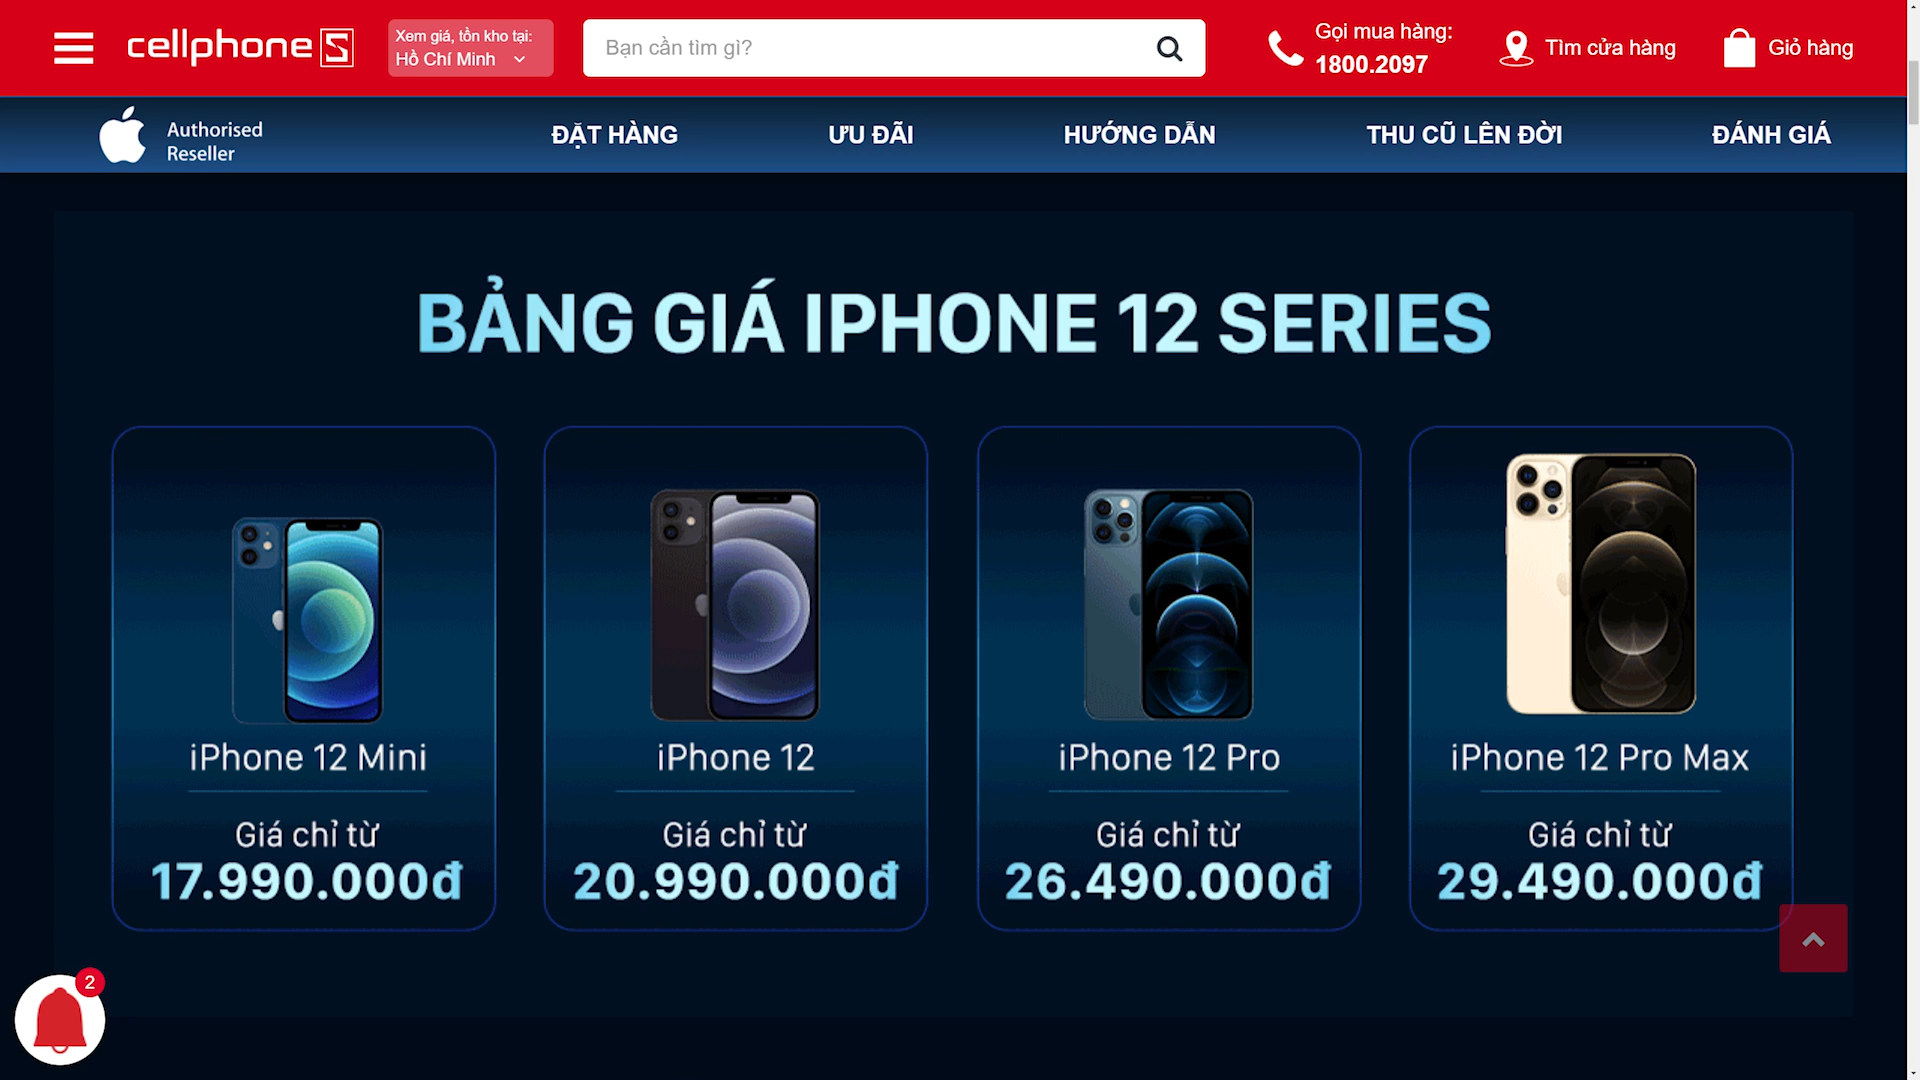 cellphoneS
Xem giá, tồn kho tại:
Hồ Chí Minh
Bạn cần tìm gì?
Gọi mua hàng:
1800.2097
Tìm cửa hàng
Giỏ hàng
Authorised
Reseller
ĐẶT HÀNG
ƯU ĐÃI
HƯỚNG DẪN
THU CŨ LÊN ĐỜI
ĐÁNH GIÁ
BẢNG GIÁ IPHONE 12 SERIES
iPhone 12 Mini
Giá chỉ từ
17.990.000đ
iPhone 12
Giá chỉ từ
20.990.000đ
iPhone 12 Pro
Giá chỉ từ
26.490.000đ
iPhone 12 Pro Max
Giá chỉ từ
29.490.000đ
2